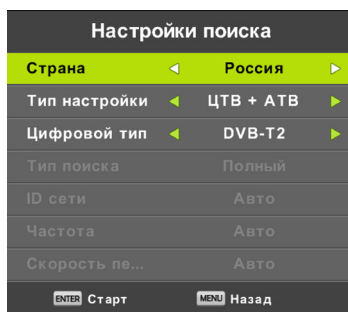 Настройки поиска
Страна Россия
Тип настройки ЦТВ + АТВ
Цифровой тип DVB-T2
Тип поиска Полный
ID сети Авто
Частота Авто
Скорость пе... Авто
ENTER Старт MENU Назад